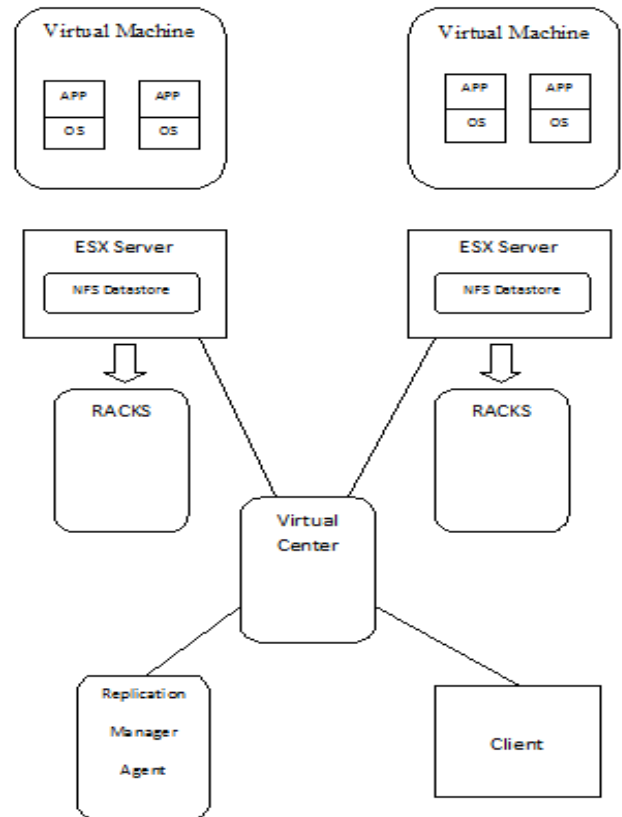 Virtual Machine
APP APP
OS OS
Virtual Machine
APP APP
OS OS
ESX Server
NFS Datastore
ESX Server
NFS Datastore
RACKS
RACKS
Virtual
Center
Replication
Manager
Agent
Client